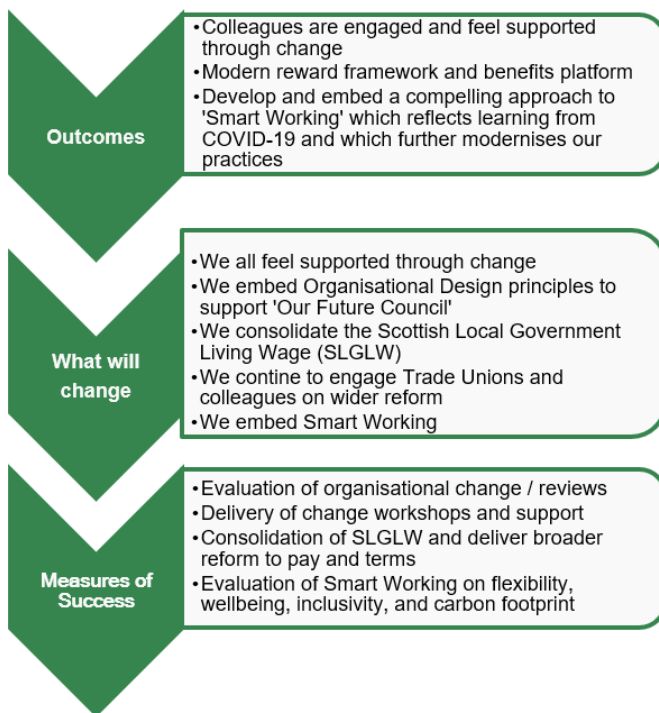 Outcomes
•Colleagues are engaged and feel supported
through change
•Modern reward framework and benefits platform
•Develop and embed a compelling approach to
'Smart Working' which reflects learning from
COVID-19 and which further modernises our
practices
What will
change
•We all feel supported through change
•We embed Organisational Design principles to
support 'Our Future Council'
•We consolidate the Scottish Local Government
Living Wage (SLGLW)
•We contine to engage Trade Unions and
colleagues on wider reform
•We embed Smart Working
Measures of
Success
•Evaluation of organisational change / reviews
•Delivery of change workshops and support
•Consolidation of SLGLW and deliver broader
reform to pay and terms
•Evaluation of Smart Working on flexibility,
wellbeing, inclusivity, and carbon footprint